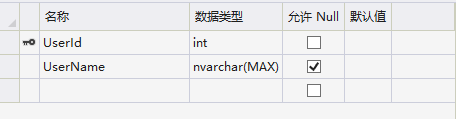 名称 数据类型 允许 Null 默认值
UserId int
UserName nvarchar(MAX)